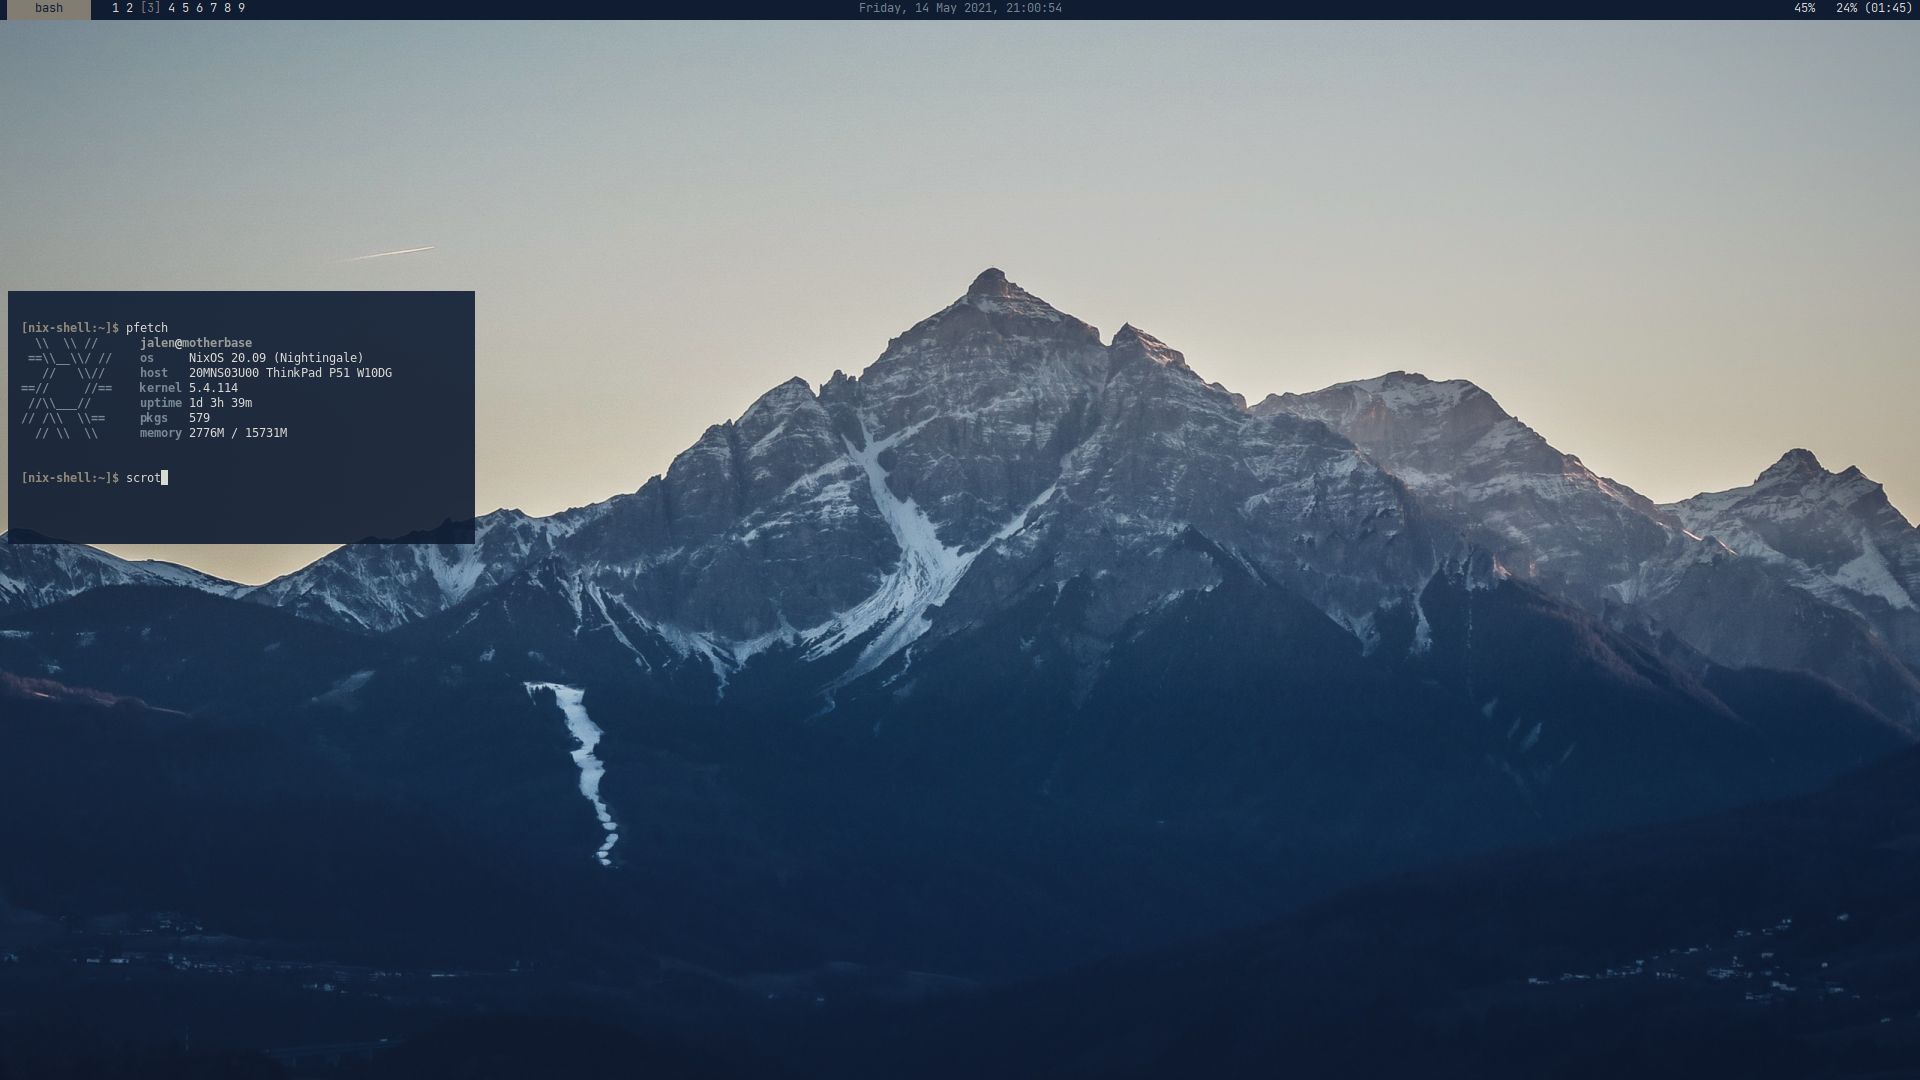 bash 1 2 [3] 4 5 6 7 8 9 Friday, 14 May 2021, 21:00:54 45% 24% (01:45)
[nix-shell:~]$ pfetch
  \\  \\ //      jalen@motherbase
 ==\\__\\/ //    os     NixOS 20.09 (Nightingale)
   //   \\//     host   20MNS03U00 ThinkPad P51 W10DG
==//     //==    kernel 5.4.114
 //\\___//       uptime 1d 3h 39m
// /\\  \\==     pkgs   579
  // \\  \\      memory 2776M / 15731M
[nix-shell:~]$ scrot